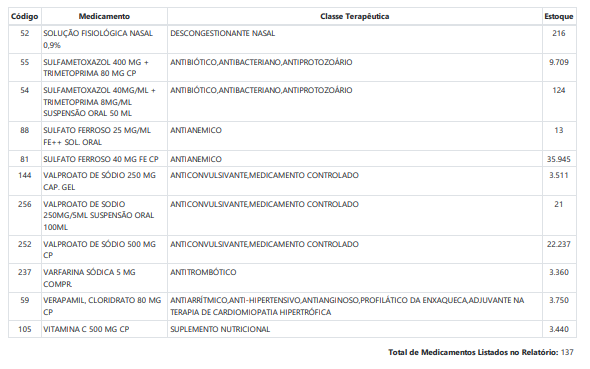 Código Medicamento Classe Terapêutica Estoque
52 SOLUÇÃO FISIOLÓGICA NASAL DESCONGESTIONANTE NASAL 216
0,9%
55 SULFAMETOXAZOL 400 MG + ANTIBIÓTICO,ANTIBACTERIANO,ANTIPROTOZOÁRIO 9.709
TRIMETOPRIMA 80 MG CP
54 SULFAMETOXAZOL 40MG/ML + ANTIBIÓTICO,ANTIBACTERIANO,ANTIPROTOZOÁRIO 124
TRIMETOPRIMA 8MG/ML
SUSPENSÃO ORAL 50 ML
88 SULFATO FERROSO 25 MG/ML ANTIANEMICO 13
FE++ SOL. ORAL
81 SULFATO FERROSO 40 MG FE CP ANTIANEMICO 35.945
144 VALPROATO DE SÓDIO 250 MG ANTICONVULSIVANTE,MEDICAMENTO CONTROLADO 3.511
CAP. GEL
256 VALPROATO DE SODIO ANTICONVULSIVANTE,MEDICAMENTO CONTROLADO 21
250MG/5ML SUSPENSÃO ORAL
100ML
252 VALPROATO DE SÓDIO 500 MG ANTICONVULSIVANTE,MEDICAMENTO CONTROLADO 22.237
CP
237 VARFARINA SÓDICA 5 MG ANTITROMBÓTICO 3.360
COMPR.
59 VERAPAMIL, CLORIDRATO 80 MG ANTIARRÍTMICO,ANTI-HIPERTENSIVO,ANTIANGINOSO,PROFILÁTICO DA ENXAQUECA,ADJUVANTE NA 3.750
CP TERAPIA DE CARDIOMIOPATIA HIPERTRÓFICA
105 VITAMINA C 500 MG CP SUPLEMENTO NUTRICIONAL 3.440
Total de Medicamentos Listados no Relatório: 137